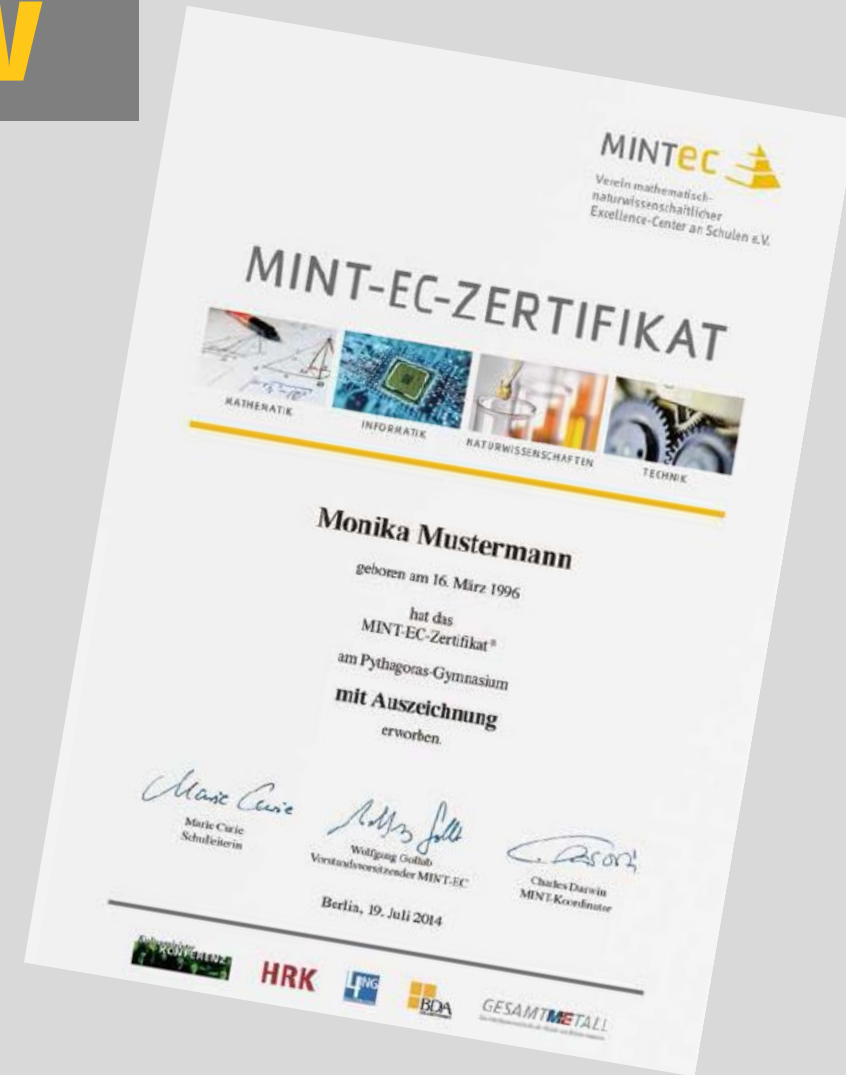 MINTec
Verein mathematisch-
naturwissenschaftlicher
Excellence-Center an Schulen e.V.
MINT-EC-ZERTIFIKAT
MATHEMATIK
INFORMATIK
NATURWISSENSCHAFTEN
TECHNIK
Monika Mustermann
geboren am 16. März 1996
hat das
MINT-EC-Zertifikat®
am Pythagoras-Gymnasium
mit Auszeichnung
erworben.
Marie Curie
Marie Curie
Schulleiterin
Wolfgang Gollub
Vorstandsvorsitzender MINT-EC
Charles Darwin
MINT-Koordinator
Berlin, 19. Juli 2014
KONFERENZ
HRK
4ING
BDA
GESAMTMETALL